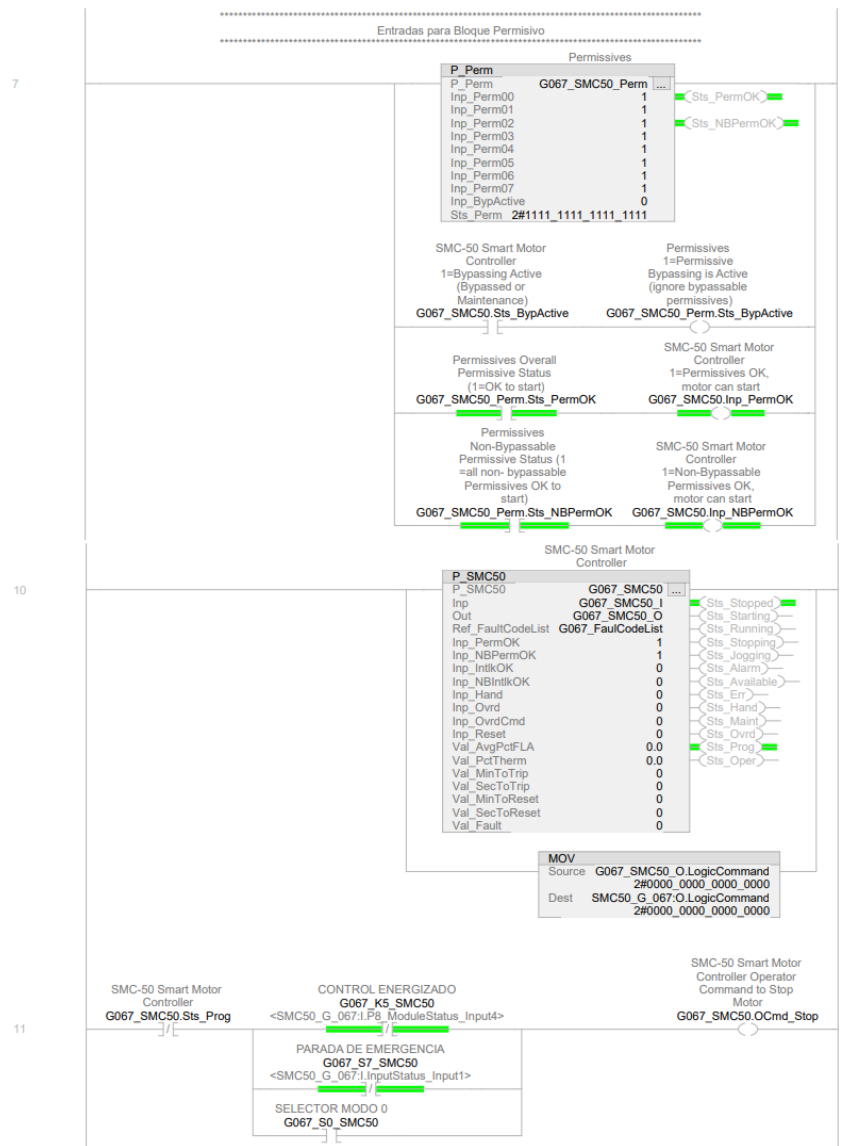 ************************************************************************************************************
Entradas para Bloque Permisivo
************************************************************************************************************
7
Permissives
P_Perm
P_Perm G067_SMC50_Perm ...
Inp_Perm00 1
Inp_Perm01 1
Inp_Perm02 1
Inp_Perm03 1
Inp_Perm04 1
Inp_Perm05 1
Inp_Perm06 1
Inp_Perm07 1
Inp_BypActive 0
Sts_Perm 2#1111_1111_1111_1111
Sts_PermOK
Sts_NBPermOK
SMC-50 Smart Motor
Controller
1=Bypassing Active
(Bypassed or
Maintenance)
G067_SMC50.Sts_BypActive
Permissives
1=Permissive
Bypassing is Active
(ignore bypassable
permissives)
G067_SMC50_Perm.Sts_BypActive
Permissives Overall
Permissive Status
(1=OK to start)
G067_SMC50_Perm.Sts_PermOK
SMC-50 Smart Motor
Controller
1=Permissives OK,
motor can start
G067_SMC50.Inp_PermOK
Permissives
Non-Bypassable
Permissive Status (1
=all non- bypassable
Permissives OK to
start)
G067_SMC50_Perm.Sts_NBPermOK
SMC-50 Smart Motor
Controller
1=Non-Bypassable
Permissives OK,
motor can start
G067_SMC50.Inp_NBPermOK
10
SMC-50 Smart Motor
Controller
P_SMC50
P_SMC50 G067_SMC50 ...
Inp G067_SMC50_I
Out G067_SMC50_O
Ref_FaultCodeList G067_FaulCodeList
Inp_PermOK 1
Inp_NBPermOK 1
Inp_IntlkOK 0
Inp_NBIntlkOK 0
Inp_Hand 0
Inp_Ovrd 0
Inp_OvrdCmd 0
Inp_Reset 0
Val_AvgPctFLA 0.0
Val_PctTherm 0.0
Val_MinToTrip 0
Val_SecToTrip 0
Val_MinToReset 0
Val_SecToReset 0
Val_Fault 0
Sts_Stopped
Sts_Starting
Sts_Running
Sts_Stopping
Sts_Jogging
Sts_Alarm
Sts_Available
Sts_Err
Sts_Hand
Sts_Maint
Sts_Ovrd
Sts_Prog
Sts_Oper
MOV
Source G067_SMC50_O.LogicCommand
2#0000_0000_0000_0000
Dest SMC50_G_067:O.LogicCommand
2#0000_0000_0000_0000
11
SMC-50 Smart Motor
Controller
G067_SMC50.Sts_Prog
CONTROL ENERGIZADO
G067_K5_SMC50
<SMC50_G_067:I.P8_ModuleStatus_Input4>
SMC-50 Smart Motor
Controller Operator
Command to Stop
Motor
G067_SMC50.OCmd_Stop
PARADA DE EMERGENCIA
G067_S7_SMC50
<SMC50_G_067:I.InputStatus_Input1>
SELECTOR MODO 0
G067_S0_SMC50